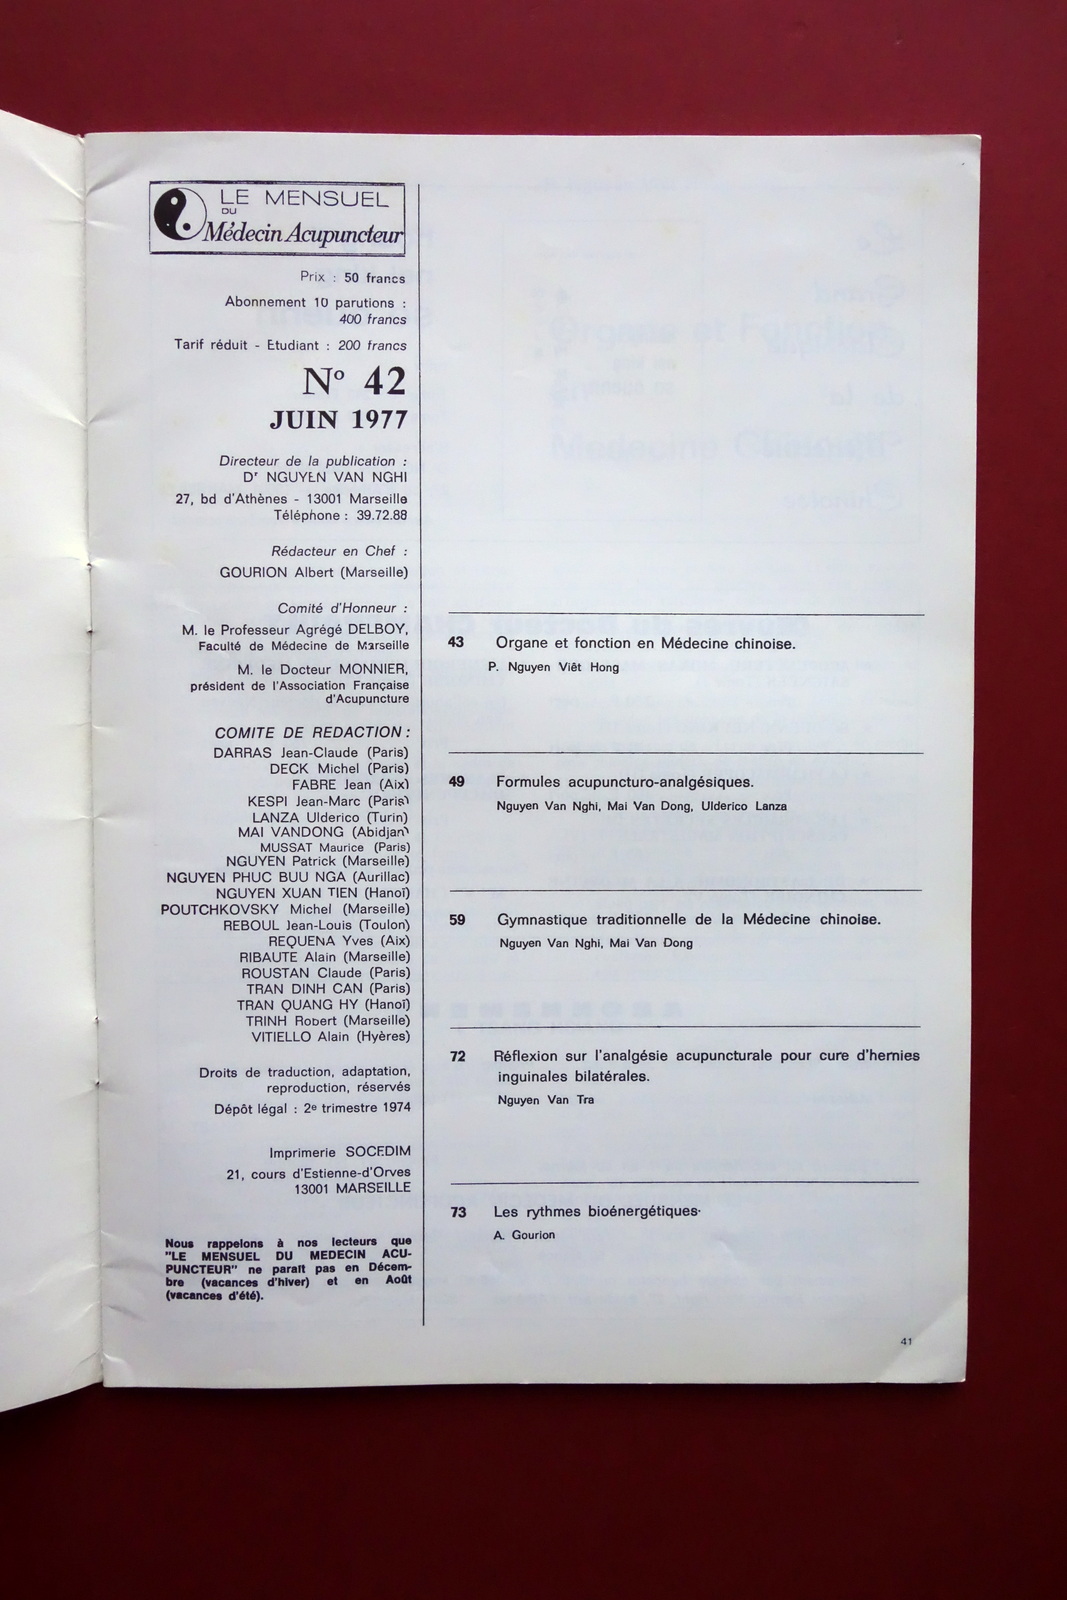 LE MENSUEL
DU
Médecin Acupuncteur
Prix : 50 francs
Abonnement 10 parutions :
400 francs
Tarif réduit - Etudiant : 200 francs
Nº 42
JUIN 1977
Directeur de la publication :
Dr NGUYEN VAN NGHI
27, bd d'Athènes - 13001 Marseille
Téléphone : 39.72.88
Rédacteur en Chef :
GOURION Albert (Marseille)
Comité d'Honneur :
M. le Professeur Agrégé DELBOY,
Faculté de Médecine de Marseille
M. le Docteur MONNIER,
président de l'Association Française
d'Acupuncture
COMITE DE REDACTION :
DARRAS Jean-Claude (Paris)
DECK Michel (Paris)
FABRE Jean (Aix)
KESPI Jean-Marc (Paris)
LANZA Ulderico (Turin)
MAI VANDONG (Abidjan)
MUSSAT Maurice (Paris)
NGUYEN Patrick (Marseille)
NGUYEN PHUC BUU NGA (Aurillac)
NGUYEN XUAN TIEN (Hanoï)
POUTCHKOVSKY Michel (Marseille)
REBOUL Jean-Louis (Toulon)
REQUENA Yves (Aix)
RIBAUTE Alain (Marseille)
ROUSTAN Claude (Paris)
TRAN DINH CAN (Paris)
TRAN QUANG HY (Hanoï)
TRINH Robert (Marseille)
VITIELLO Alain (Hyères)
Droits de traduction, adaptation,
reproduction, réservés
Dépôt légal : 2e trimestre 1974
Imprimerie SOCEDIM
21, cours d'Estienne-d'Orves
13001 MARSEILLE
Nous rappelons à nos lecteurs que
"LE MENSUEL DU MEDECIN ACU-
PUNCTEUR" ne paraît pas en Décem-
bre (vacances d'hiver) et en Août
(vacances d'été).
43 Organe et fonction en Médecine chinoise.
P. Nguyen Viêt Hong
49 Formules acupuncturo-analgésiques.
Nguyen Van Nghi, Mai Van Dong, Ulderico Lanza
59 Gymnastique traditionnelle de la Médecine chinoise.
Nguyen Van Nghi, Mai Van Dong
72 Réflexion sur l'analgésie acupuncturale pour cure d'hernies
inguinales bilatérales.
Nguyen Van Tra
73 Les rythmes bioénergétiques.
A. Gourion
41